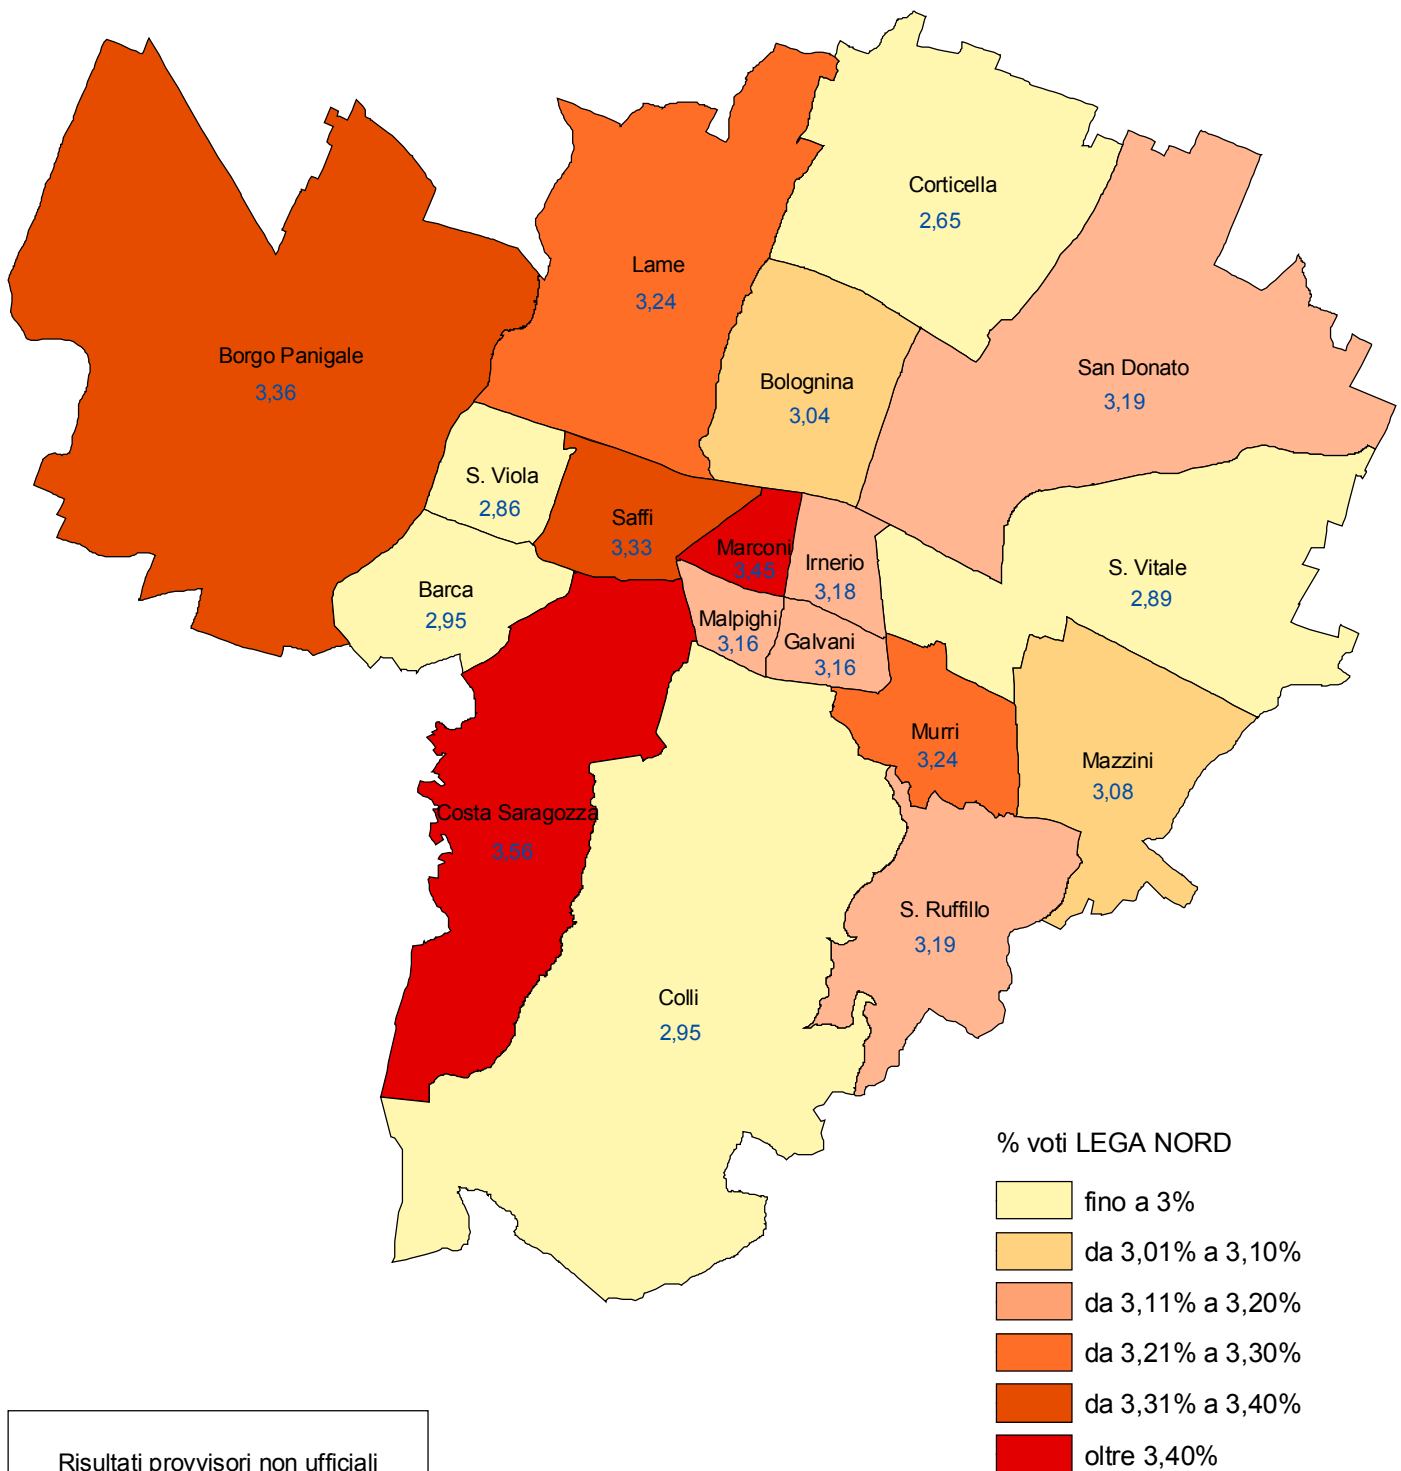 Corticella
2,65
Lame
3,24
Borgo Panigale
3,36
Bolognina
3,04
San Donato
3,19
S. Viola
2,86
Saffi
3,33
Marconi
3,45
Irnerio
3,18
S. Vitale
2,89
Barca
2,95
Malpighi
3,16
Galvani
3,16
Murri
3,24
Mazzini
3,08
Costa Saragozza
3,56
S. Ruffillo
3,19
Colli
2,95
% voti LEGA NORD
fino a 3%
da 3,01% a 3,10%
da 3,11% a 3,20%
da 3,21% a 3,30%
da 3,31% a 3,40%
oltre 3,40%
Risultati provvisori non ufficiali